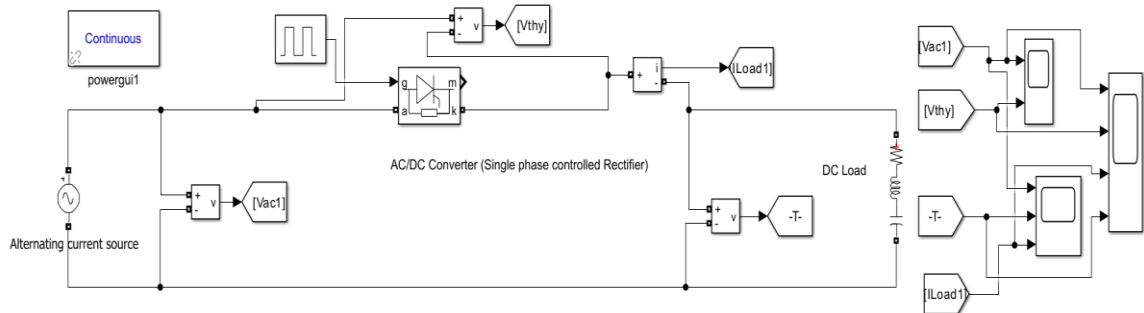 Continuous
powergui1
+
-
v
[Vthy]
g
m
a
k
+
i
-
[ILoad1]
AC/DC Converter (Single phase controlled Rectifier)
+
-
v
[Vac1]
Alternating current source
+
-
v
-T-
DC Load
[Vac1]
[Vthy]
-T-
[ILoad1]